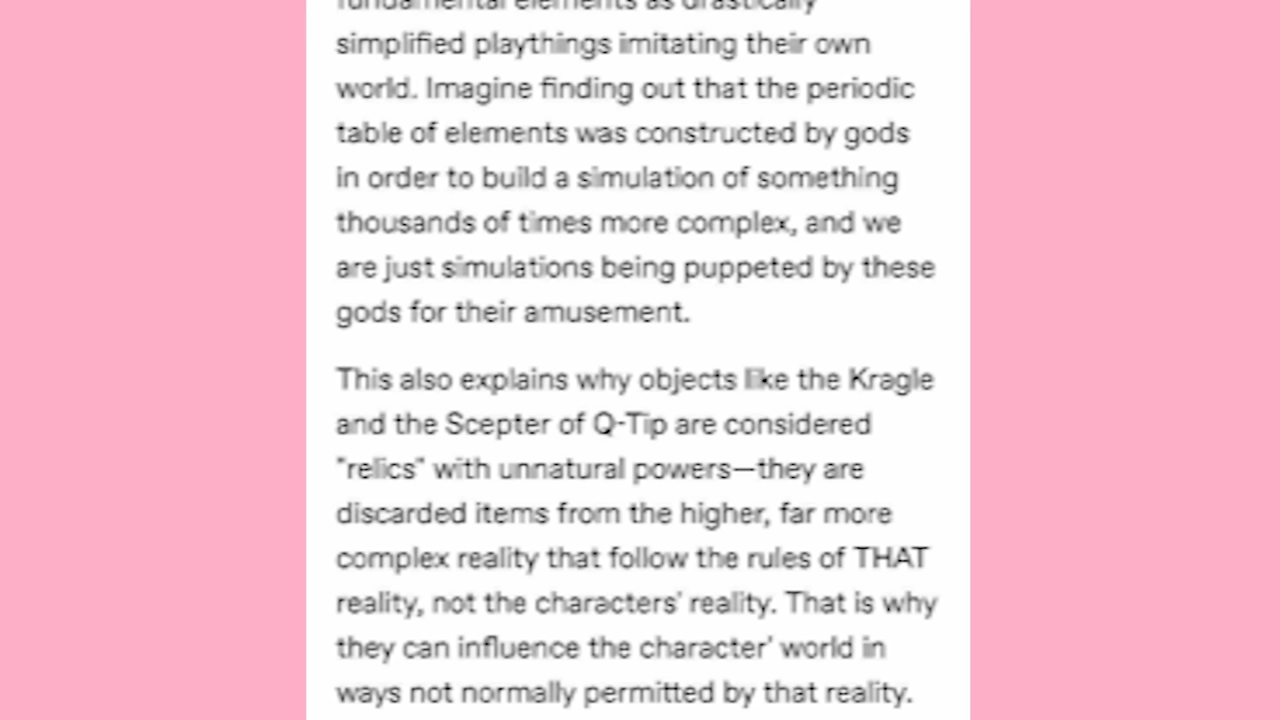 fundamental elements as drastically
simplified playthings imitating their own
world. Imagine finding out that the periodic
table of elements was constructed by gods
in order to build a simulation of something
thousands of times more complex, and we
are just simulations being puppeted by these
gods for their amusement.
This also explains why objects like the Kragle
and the Scepter of Q-Tip are considered
"relics" with unnatural powers—they are
discarded items from the higher, far more
complex reality that follow the rules of THAT
reality, not the characters' reality. That is why
they can influence the character' world in
ways not normally permitted by that reality.